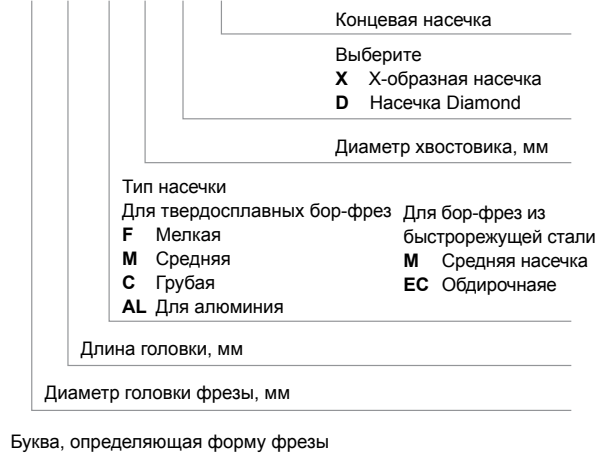 Концевая насечка
Выберите
X X-образная насечка
D Насечка Diamond
Диаметр хвостовика, мм
Тип насечки
Для твердосплавных бор-фрез
F Мелкая
M Средняя
C Грубая
AL Для алюминия
Для бор-фрез из
быстрорежущей стали
M Средняя насечка
EC Обдирочнаяе
Длина головки, мм
Диаметр головки фрезы, мм
Буква, определяющая форму фрезы